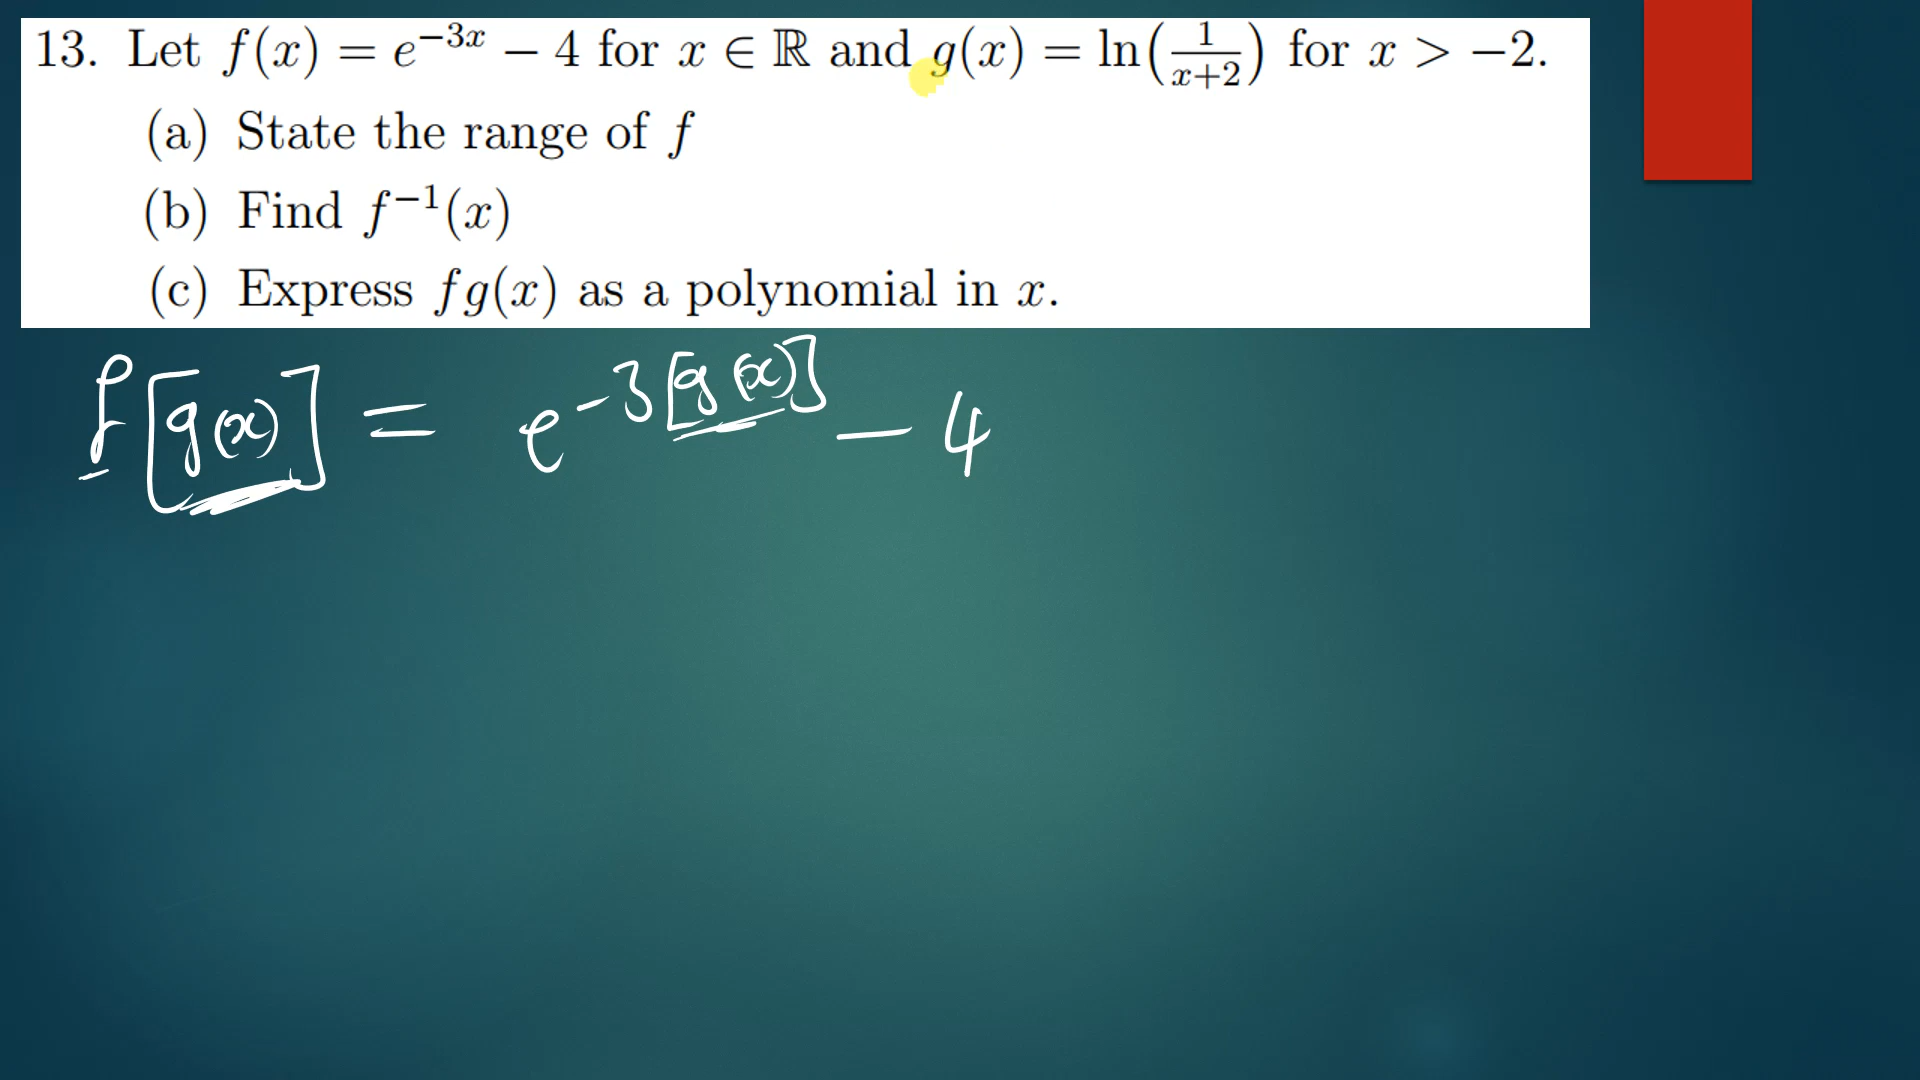 13. Let f(x) = e⁻³ˣ − 4 for x ∈ ℝ and g(x) = ln(1/(x+2)) for x > −2.
(a) State the range of f
(b) Find f⁻¹(x)
(c) Express fg(x) as a polynomial in x.
f[g(x)] = e^(−3[g(x)]) − 4